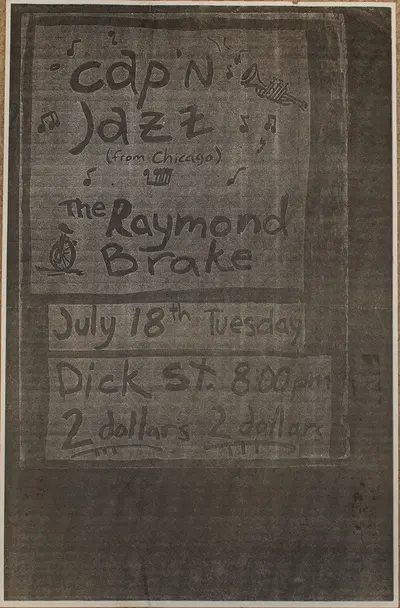 cap'n
Jazz
(from Chicago)
The Raymond
Brake
July 18th Tuesday
Dick St. 8:00pm
2 dollars 2 dollars